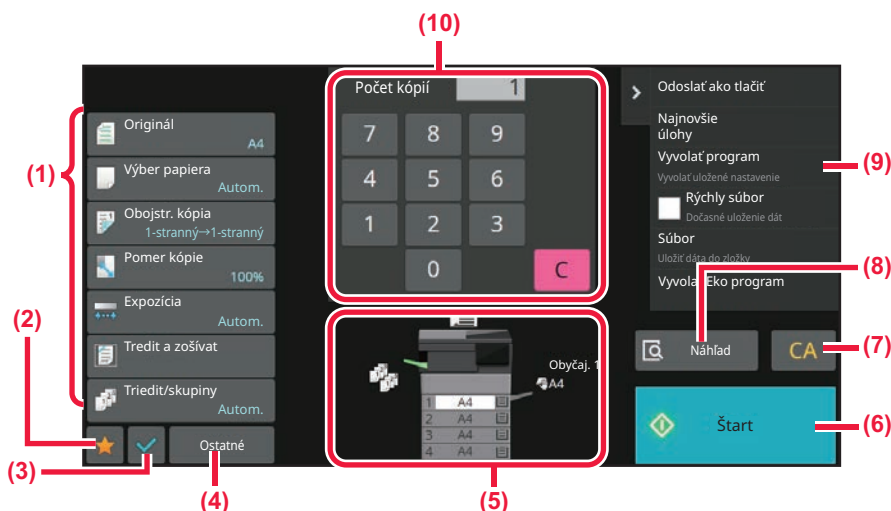 (10)
(1)
Originál
A4
Výber papiera
Autom.
Obojstr. kópia
1-stranný→1-stranný
Pomer kópie
100%
Expozícia
Autom.
Tredit a zošívat
Triedit/skupiny
Autom.
(2)
(3)
Ostatné
(4)
Počet kópií 1
7 8 9
4 5 6
1 2 3
0 C
Obyčaj. 1
A4
1 A4
2 A4
3 A4
4 A4
(5)
Odoslať ako tlačiť
Najnovšie
úlohy
Vyvolať program
Vyvolať uložené nastavenie
(9)
Rýchly súbor
Dočasné uloženie dát
Súbor
Uložiť dáta do zložky
(8)
Vyvolať Eko program
Náhľad
CA
(7)
Štart
(6)